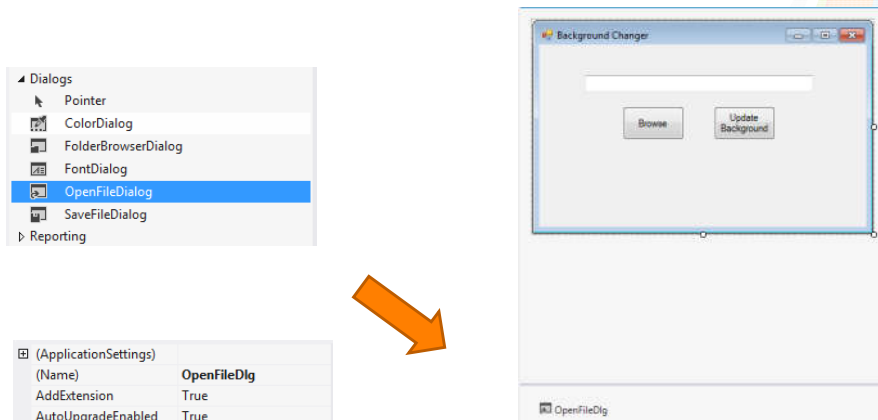 Dialogs
Pointer
ColorDialog
FolderBrowserDialog
FontDialog
OpenFileDialog
SaveFileDialog
Reporting
(ApplicationSettings)
(Name) OpenFileDlg
AddExtension True
AutoUpgradeEnabled True
Background Changer
Browse
Update
Background
OpenFileDlg